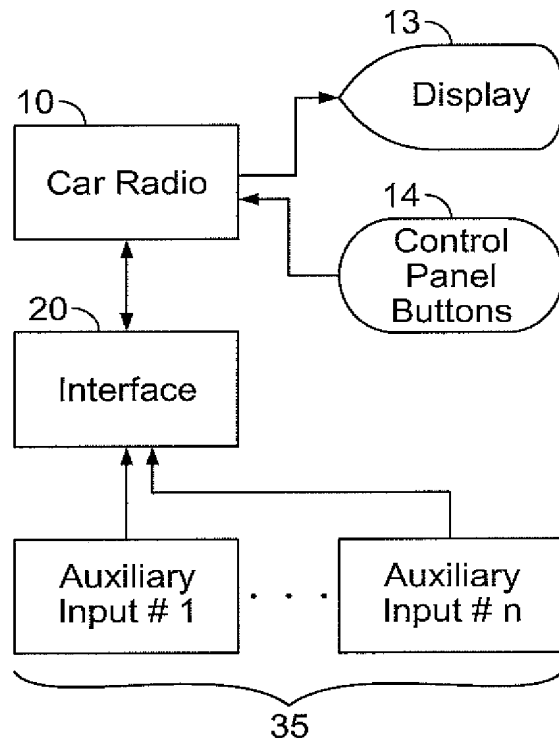 13
Display
10
Car Radio
14
Control
Panel
Buttons
20
Interface
Auxiliary
Input # 1
. . .
Auxiliary
Input # n
35